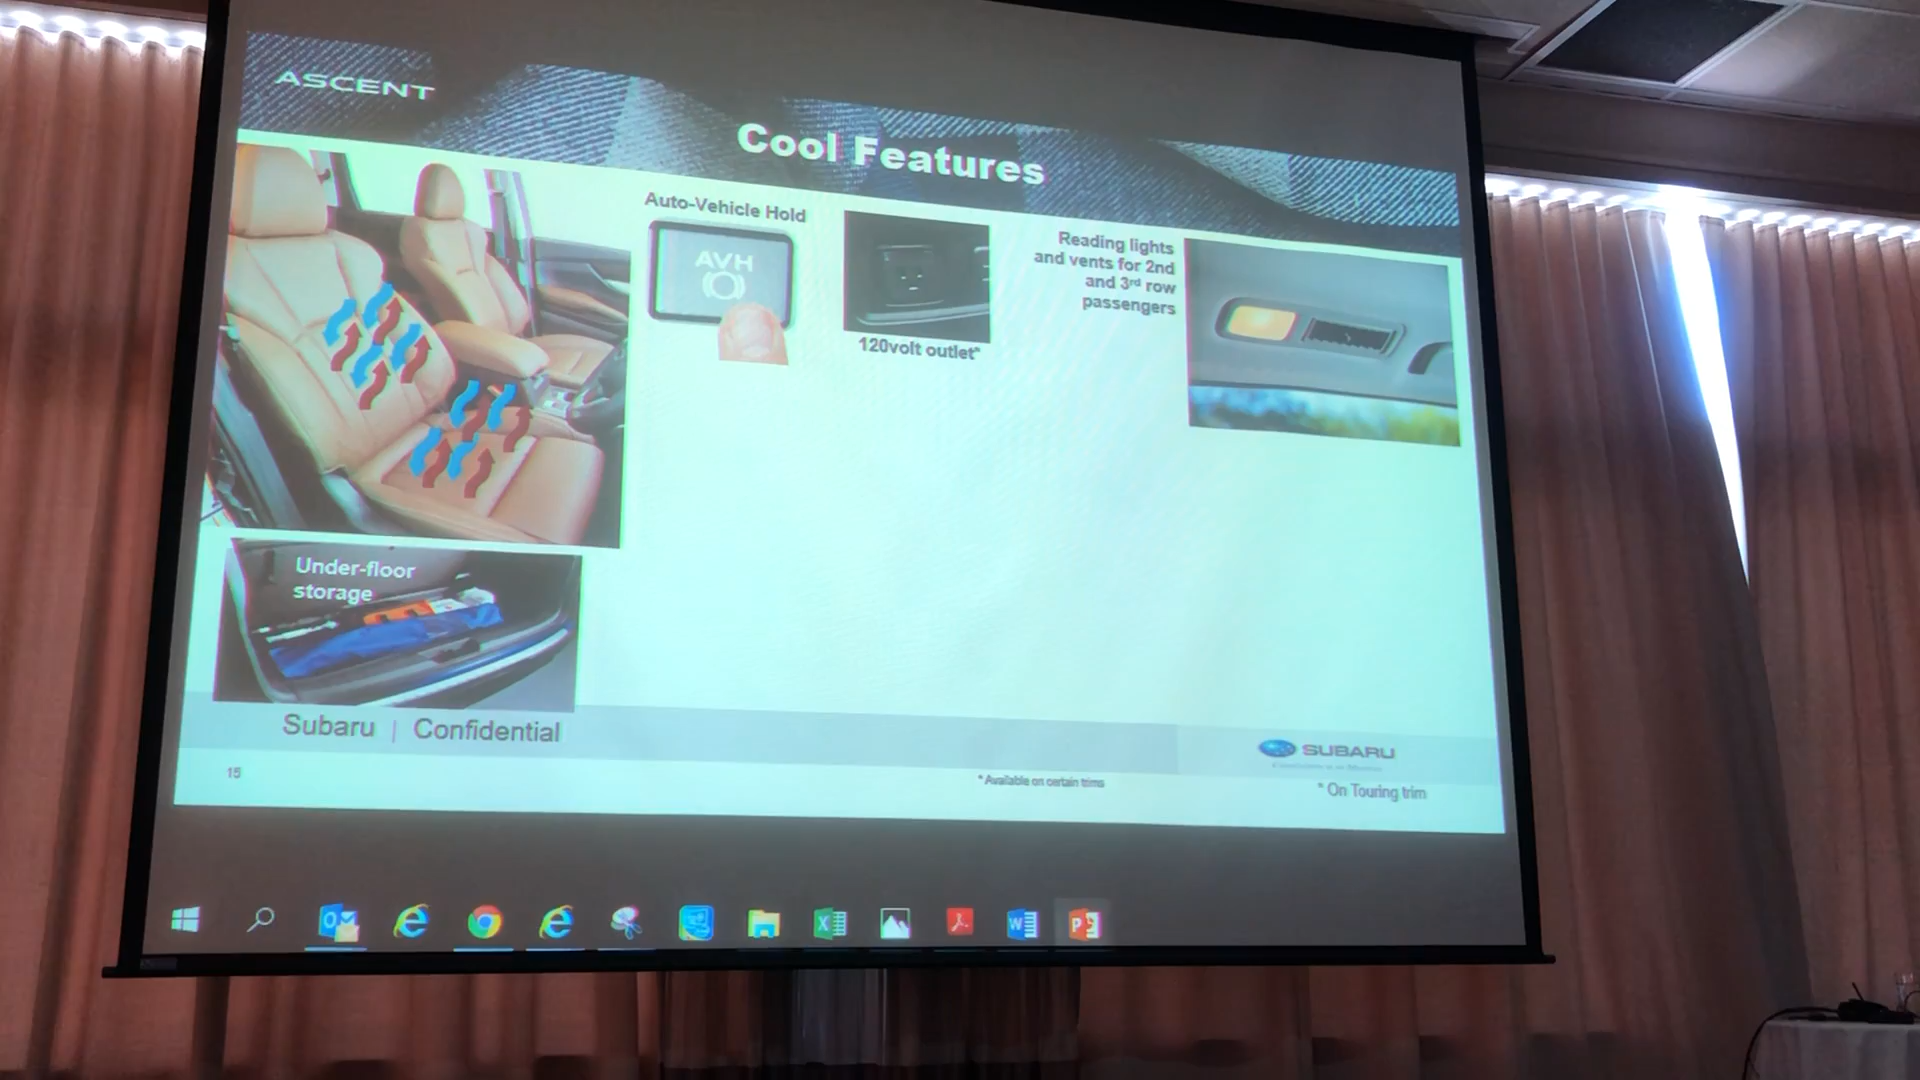 ASCENT
Cool Features
Auto-Vehicle Hold
AVH
120volt outlet*
Reading lights
and vents for 2nd
and 3rd row
passengers
Under-floor
storage
Subaru | Confidential
SUBARU
15
* Available on certain trims
* On Touring trim